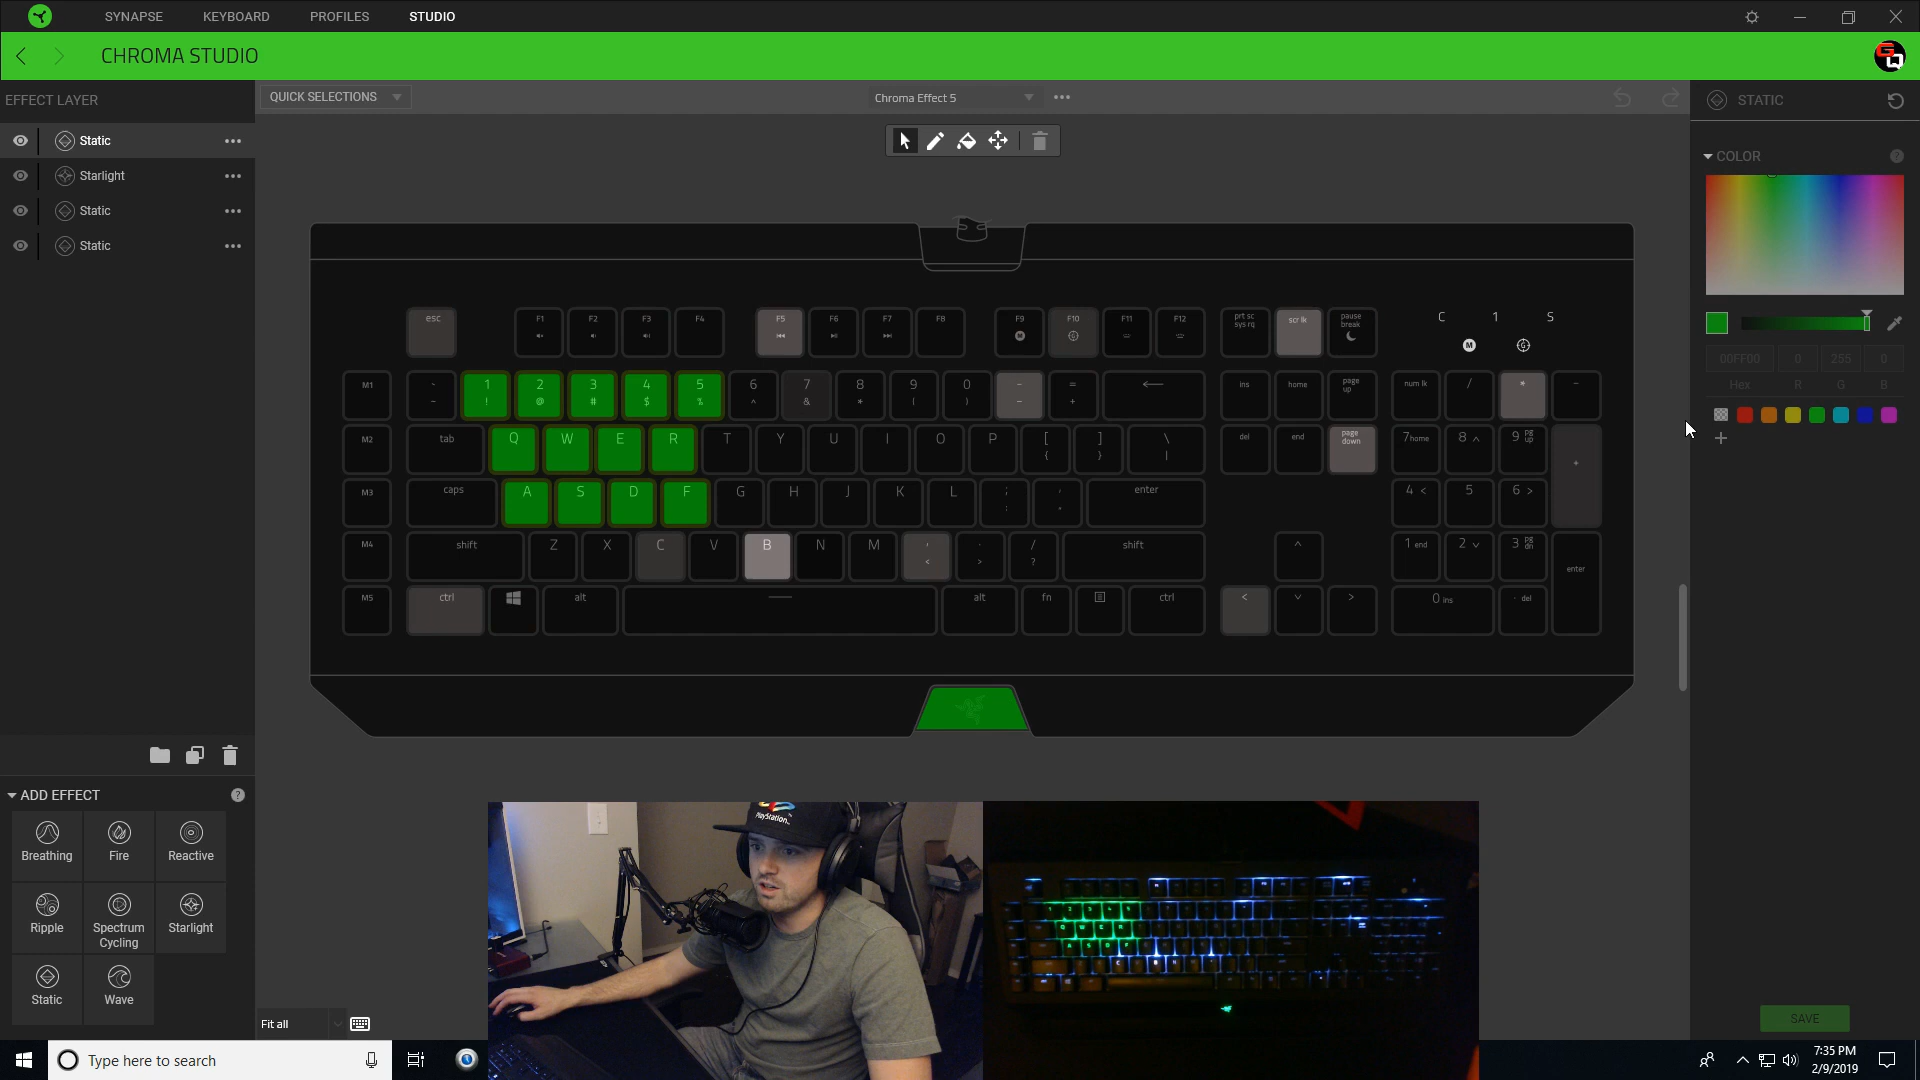 SYNAPSE KEYBOARD PROFILES STUDIO
CHROMA STUDIO
EFFECT LAYER
QUICK SELECTIONS
Chroma Effect 5
STATIC
Static
Starlight
Static
Static
COLOR
00FF00 0 255 0
Hex R G B
esc F1 F2 F3 F4 F5 F6 F7 F8 F9 F10 F11 F12 prt sc sys rq scr lk pause break C 1 S
M1 ~ - 1 ! 2 @ 3 # 4 $ 5 % 6 ^ 7 & 8 * 9 ( 0 ) - - = + ins home page up num lk / * -
M2 tab Q W E R T Y U I O P [ { ] } \ | del end page down 7 home 8 9 pg up +
M3 caps A S D F G H J K L ; : enter 4 < 5 6 >
M4 shift Z X C V B N M , < . > / ? shift ^ 1 end 2 3 pg dn enter
M5 ctrl alt alt fn ctrl < > 0 ins . del
ADD EFFECT
Breathing Fire Reactive
Ripple Spectrum Cycling Starlight
Static Wave
PlayStation
Fit all
SAVE
Type here to search
7:35 PM
2/9/2019